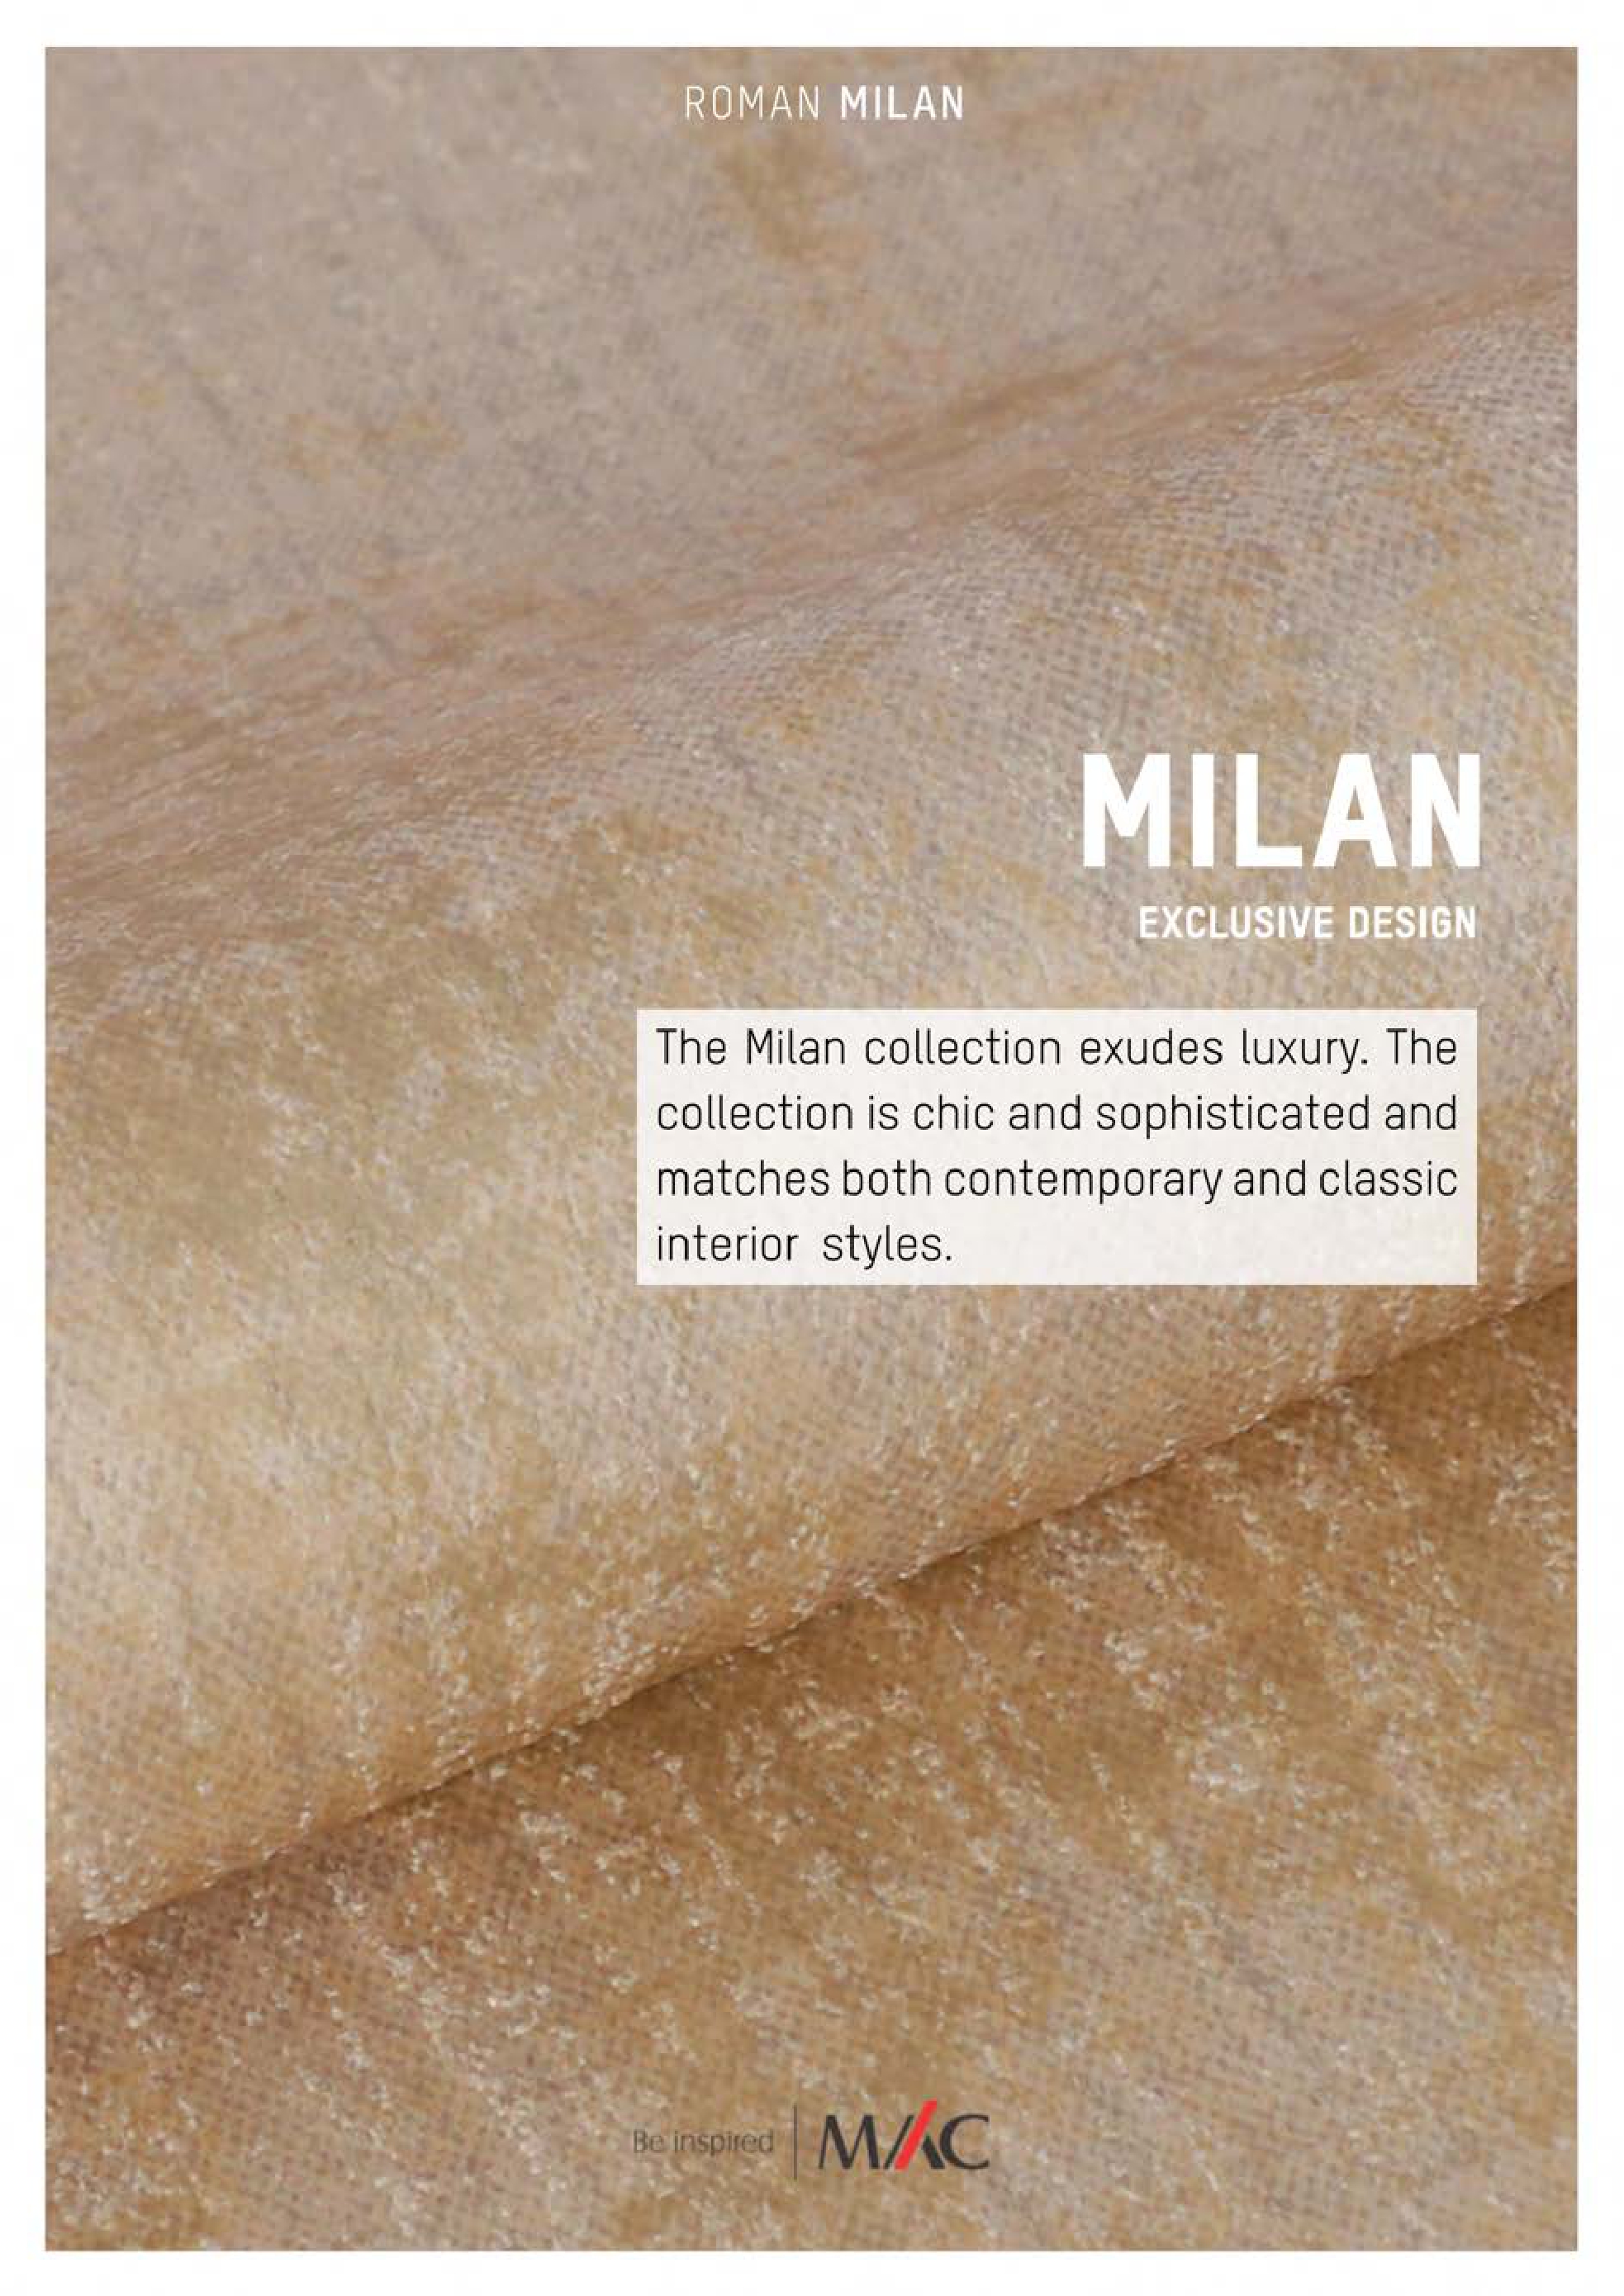 ROMAN MILAN
MILAN
EXCLUSIVE DESIGN
The Milan collection exudes luxury. The
collection is chic and sophisticated and
matches both contemporary and classic
interior styles.
Be inspired MAC